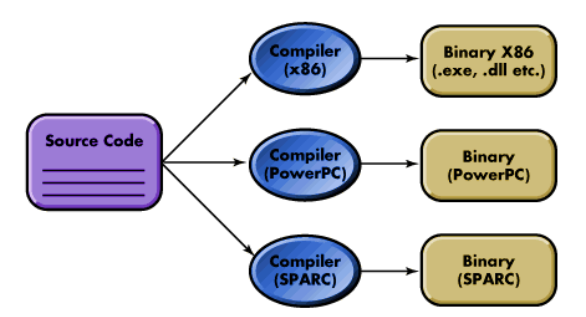 Source Code
Compiler
(x86)
Binary X86
(.exe, .dll etc.)
Compiler
(PowerPC)
Binary
(PowerPC)
Compiler
(SPARC)
Binary
(SPARC)